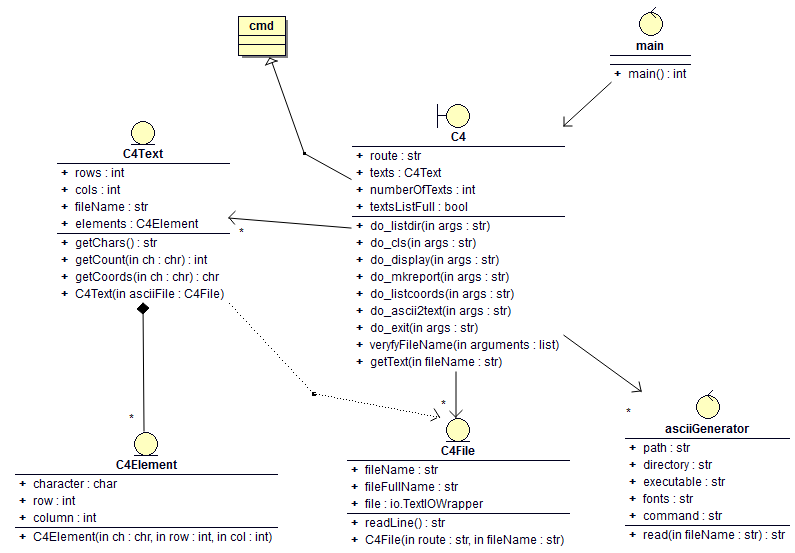 cmd
main
+ main() : int
C4
+ route : str
+ texts : C4Text
+ numberOfTexts : int
+ textsListFull : bool
+ do_listdir(in args : str)
+ do_cls(in args : str)
+ do_display(in args : str)
+ do_mkreport(in args : str)
+ do_listcoords(in args : str)
+ do_ascii2text(in args : str)
+ do_exit(in args : str)
+ veryfyFileName(in arguments : list)
+ getText(in fileName : str)
C4Text
+ rows : int
+ cols : int
+ fileName : str
+ elements : C4Element
+ getChars() : str
+ getCount(in ch : chr) : int
+ getCoords(in ch : chr) : chr
+ C4Text(in asciiFile : C4File)
*
*
*
*
C4Element
+ character : char
+ row : int
+ column : int
+ C4Element(in ch : chr, in row : int, in col : int)
C4File
+ fileName : str
+ fileFullName : str
+ file : io.TextIOWrapper
+ readLine() : str
+ C4File(in route : str, in fileName : str)
asciiGenerator
+ path : str
+ directory : str
+ executable : str
+ fonts : str
+ command : str
+ read(in fileName : str) : str